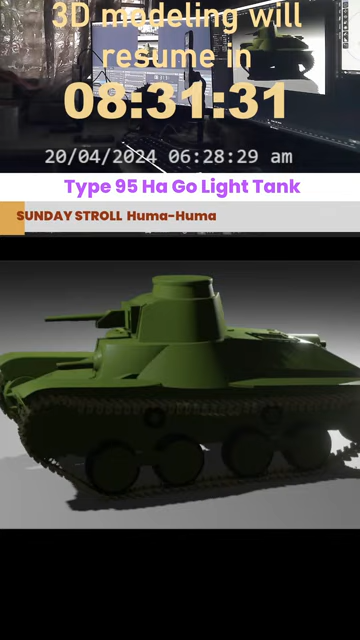 3D modeling will
resume in
08:31:31
20/04/2024 06:28:29 am
Type 95 Ha Go Light Tank
SUNDAY STROLL Huma-Huma